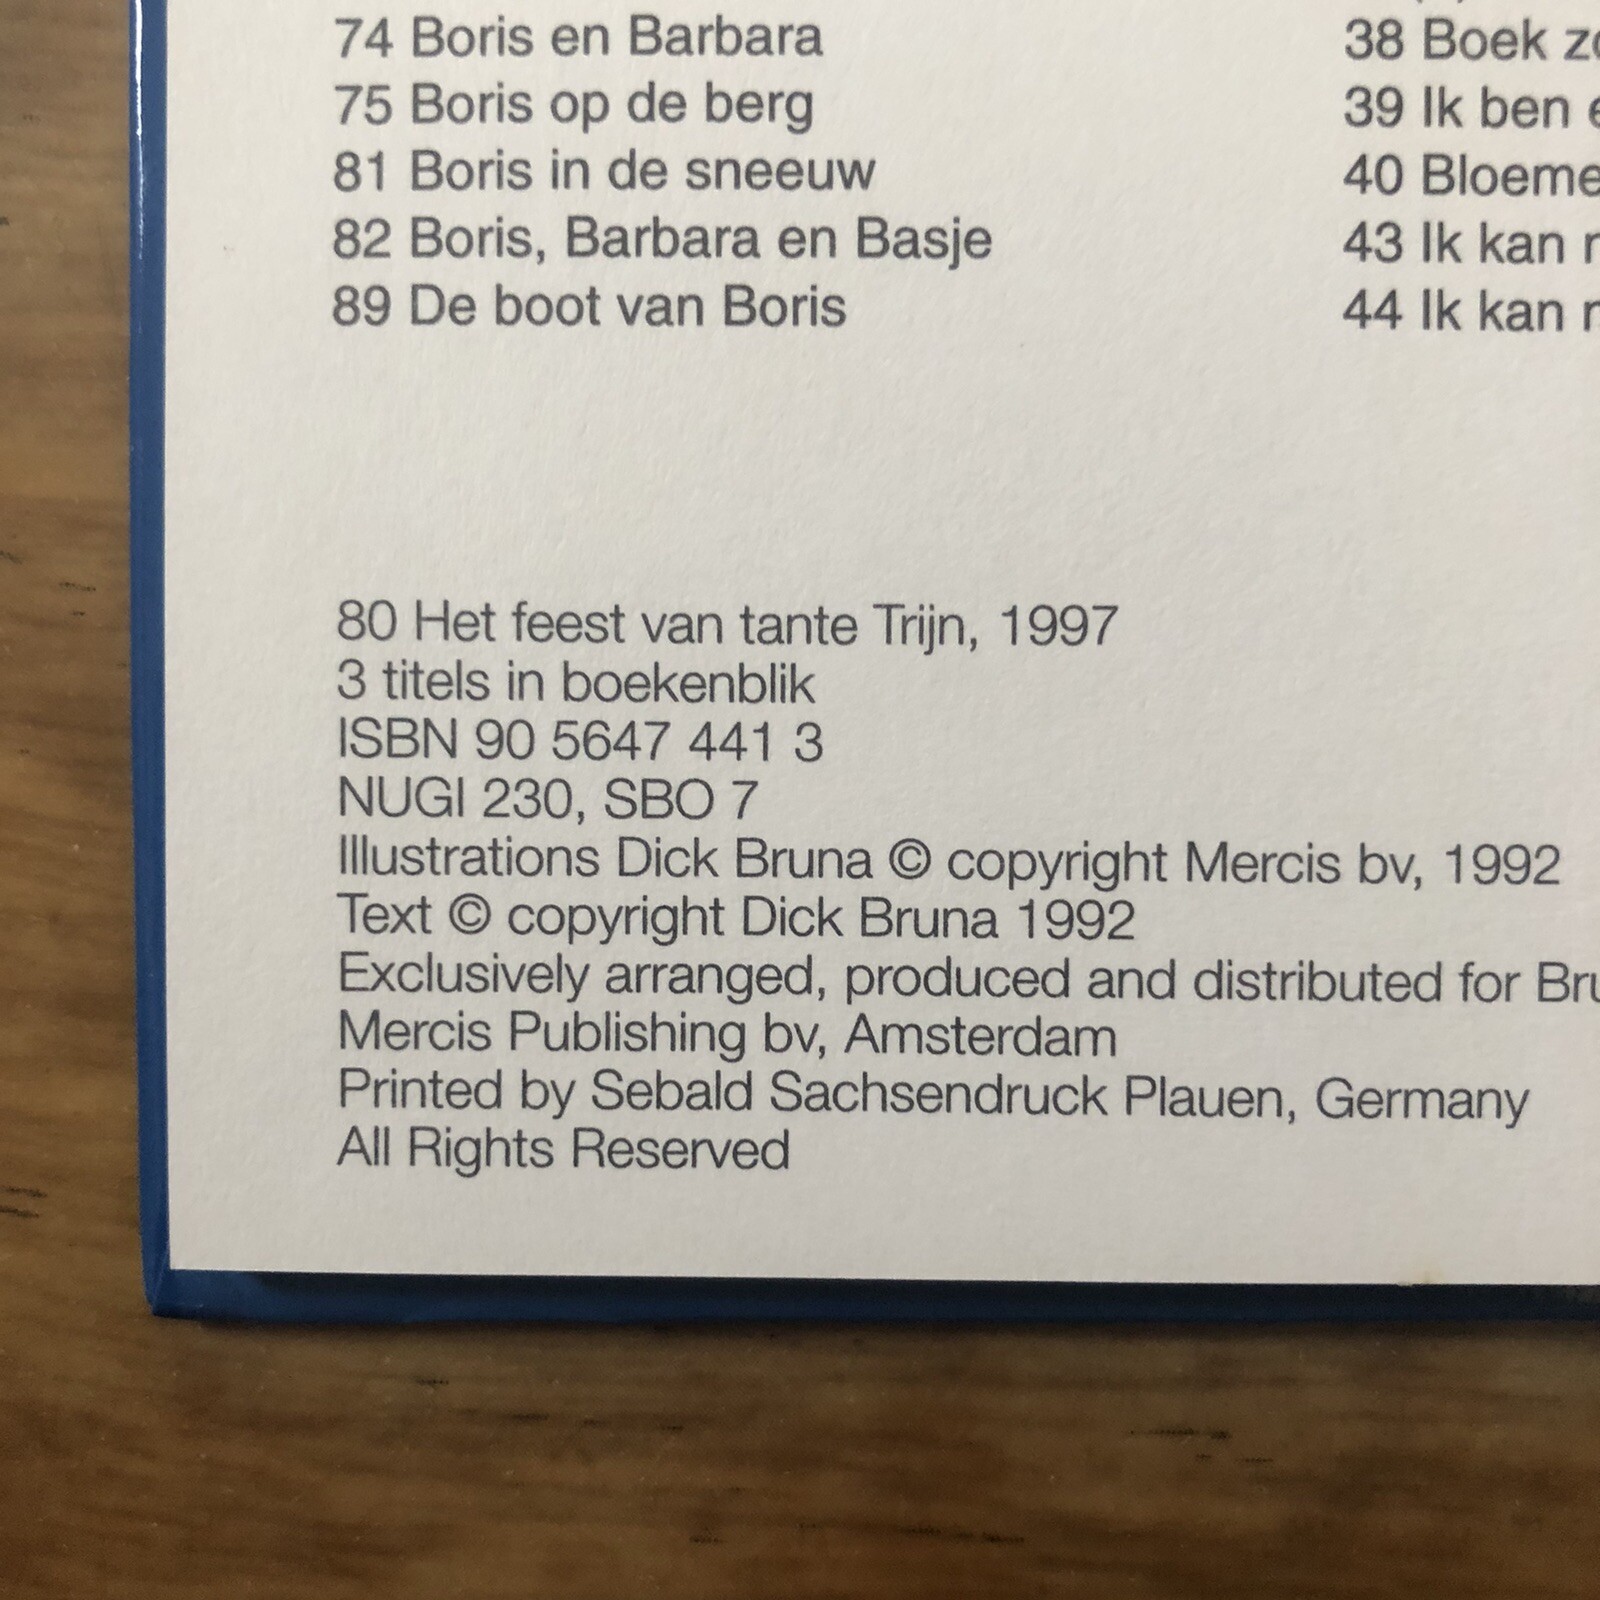 74 Boris en Barbara
75 Boris op de berg
81 Boris in de sneeuw
82 Boris, Barbara en Basje
89 De boot van Boris
38 Boek
39 Ik ben
40
43 Ik kan
44 Ik kan
80 Het feest van tante Trijn, 1997
3 titels in boekenblik
ISBN 90 5647 441 3
NUGI 230, SBO 7
Illustrations Dick Bruna © copyright Mercis bv, 1992
Text © copyright Dick Bruna 1992
Exclusively arranged, produced and distributed for
Mercis Publishing bv, Amsterdam
Printed by Sebald Sachsendruck Plauen, Germany
All Rights Reserved